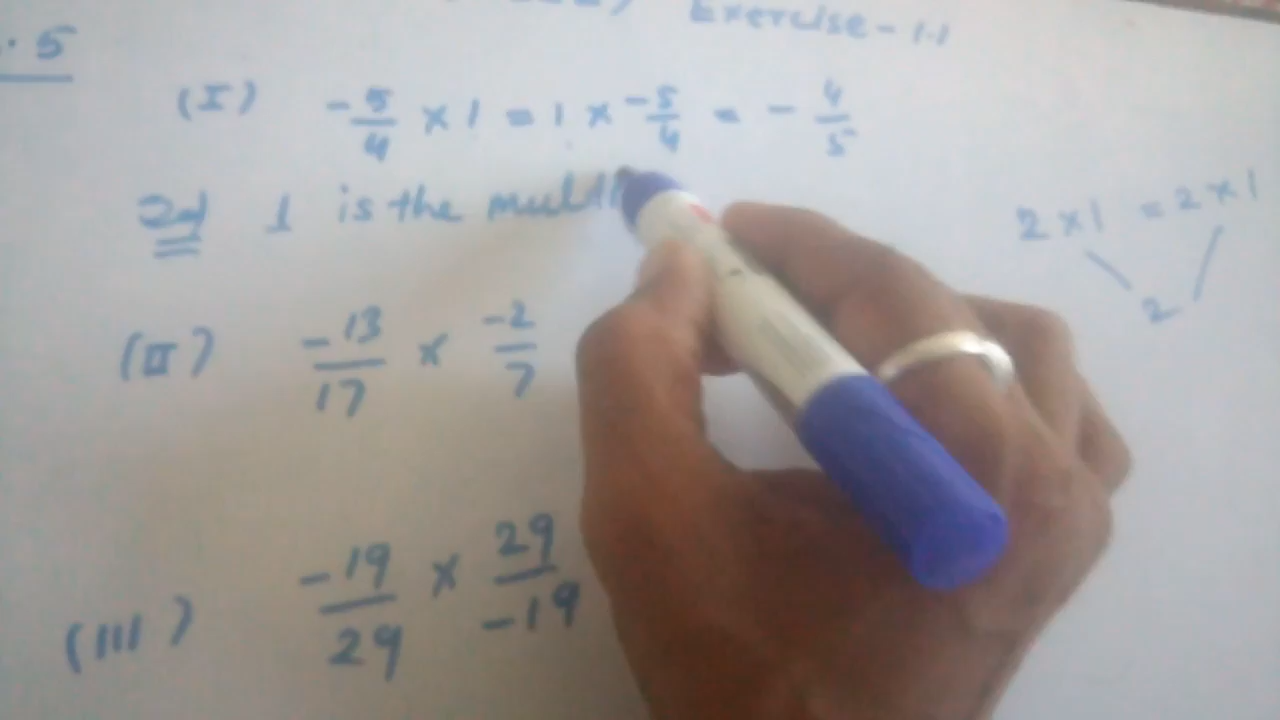 Exercise - 1.1
. 5
(I) -5/4 × 1 = 1 × -5/4 = - 4/5
1 is the multi
2 × 1 = 2 × 1
2
(II) -13/17 × -2/7
(III) -19/29 × 29/-19